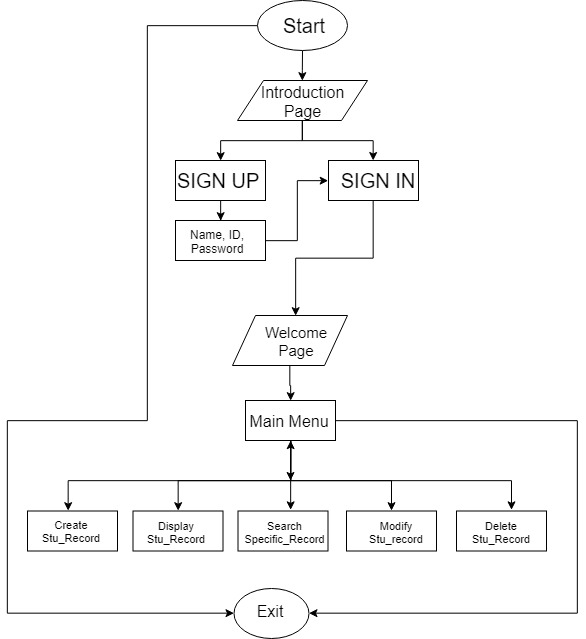 Start
Introduction
Page
SIGN UP
SIGN IN
Name, ID,
Password
Welcome
Page
Main Menu
Create
Stu_Record
Display
Stu_Record
Search
Specific_Record
Modify
Stu_record
Delete
Stu_Record
Exit